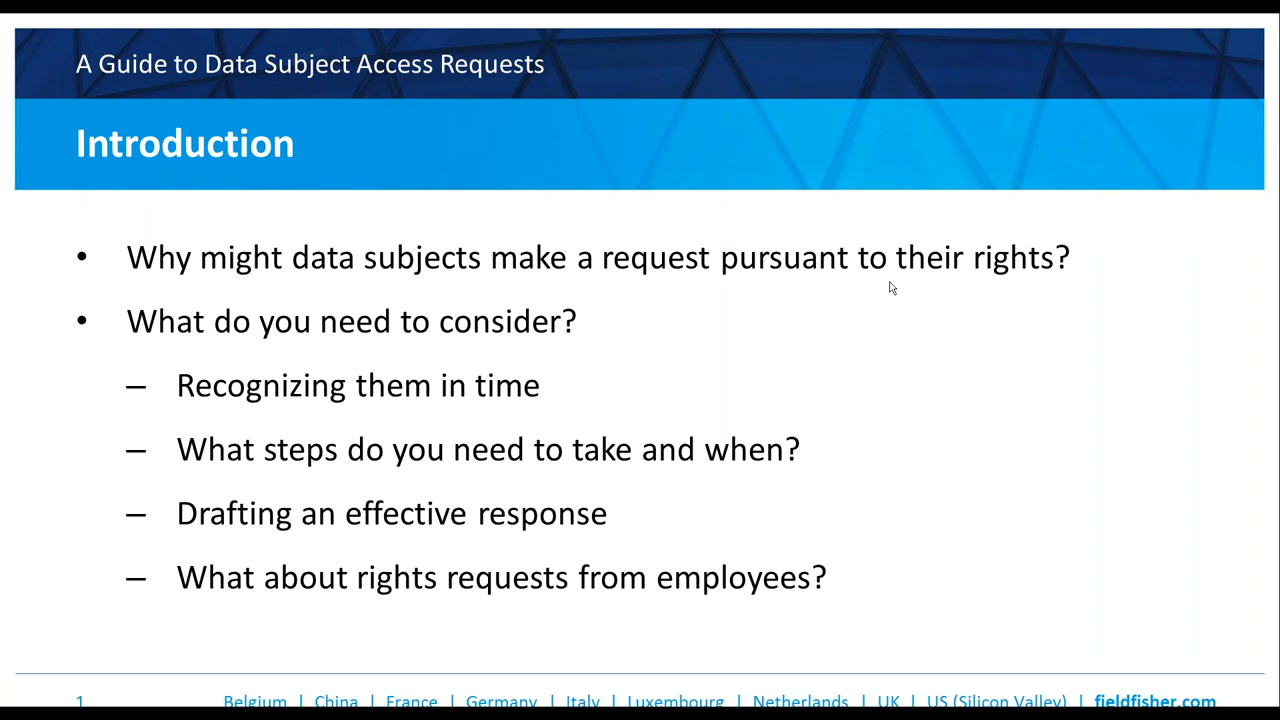 A Guide to Data Subject Access Requests
Introduction
• Why might data subjects make a request pursuant to their rights?
• What do you need to consider?
– Recognizing them in time
– What steps do you need to take and when?
– Drafting an effective response
– What about rights requests from employees?
1 Belgium | China | France | Germany | Italy | Luxembourg | Netherlands | UK | US (Silicon Valley) | fieldfisher.com